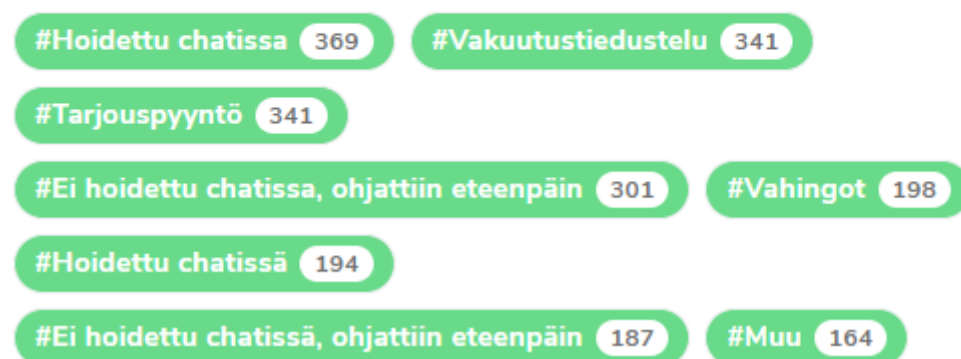 #Hoidettu chatissa 369 #Vakuutustiedustelu 341
#Tarjouspyyntö 341
#Ei hoidettu chatissa, ohjattiin eteenpäin 301 #Vahingot 198
#Hoidettu chatissä 194
#Ei hoidettu chatissä, ohjattiin eteenpäin 187 #Muu 164